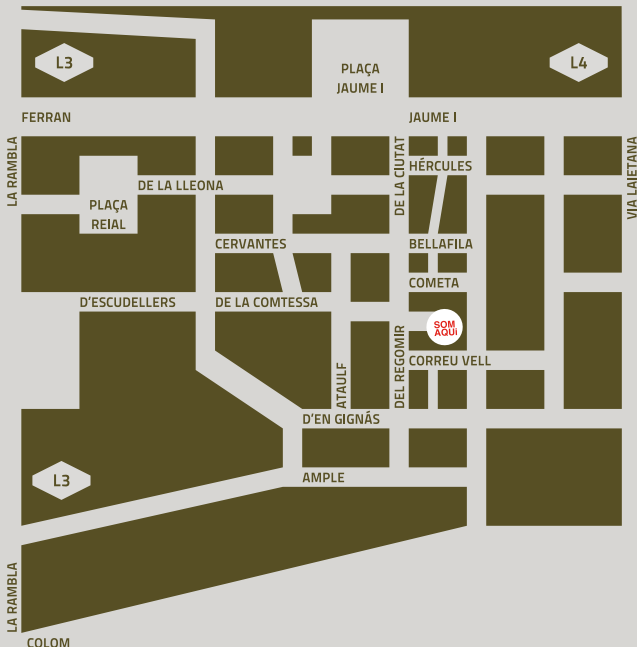 L3
L4
PLAÇA
JAUME I
FERRAN
JAUME I
LA RAMBLA
DE LA CIUTAT
HÉRCULES
VIA LAIETANA
DE LA LLEONA
PLAÇA
REIAL
CERVANTES
BELLAFILA
COMETA
D'ESCUDELLERS
DE LA COMTESSA
SOM
AQUÍ
ATAULF
DEL REGOMÍR
CORREU VELL
D'EN GIGNÁS
L3
AMPLE
LA RAMBLA
COLOM